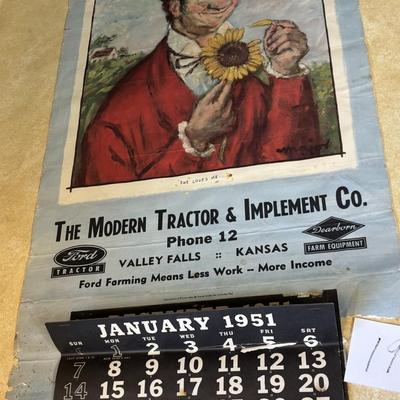 "SHE LOVES ME..."
THE MODERN TRACTOR & IMPLEMENT CO.
Phone 12
VALLEY FALLS :: KANSAS
Ford
TRACTOR
Dearborn
FARM EQUIPMENT
Ford Farming Means Less Work -- More Income
JANUARY 1951
SUN MON TUE WED THU FRI SAT
1 2 3 4 5 6
7 8 9 10 11 12 13
14 15 16 17 18 19 20
19